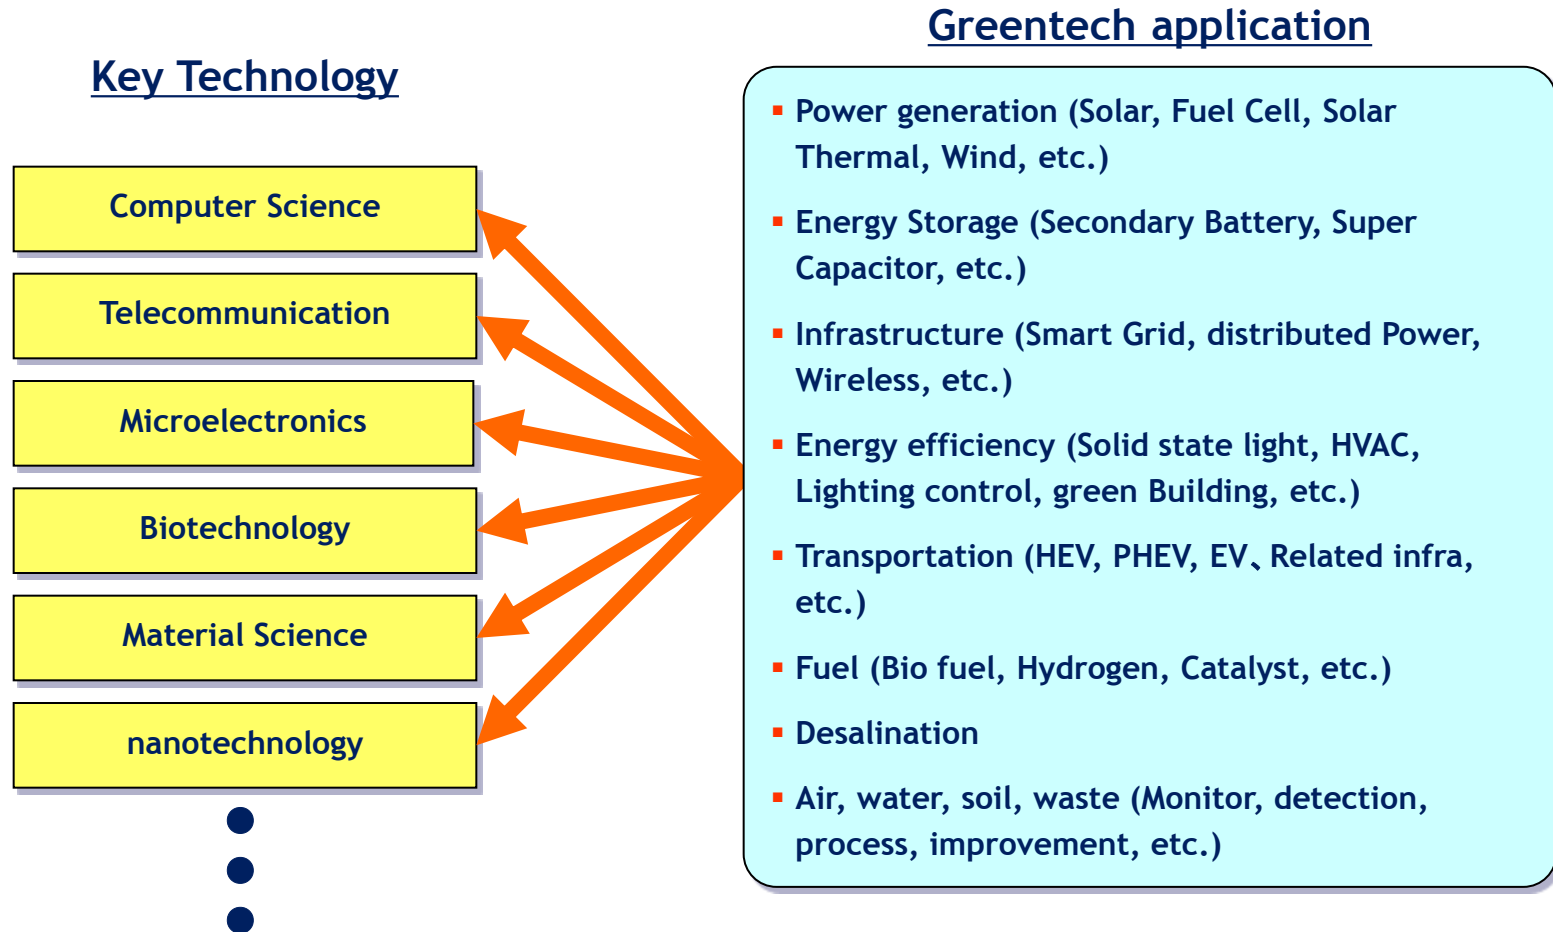 Greentech application
Key Technology
Computer Science
Telecommunication
Microelectronics
Biotechnology
Material Science
nanotechnology
▪ Power generation (Solar, Fuel Cell, Solar
Thermal, Wind, etc.)
▪ Energy Storage (Secondary Battery, Super
Capacitor, etc.)
▪ Infrastructure (Smart Grid, distributed Power,
Wireless, etc.)
▪ Energy efficiency (Solid state light, HVAC,
Lighting control, green Building, etc.)
▪ Transportation (HEV, PHEV, EV、Related infra,
etc.)
▪ Fuel (Bio fuel, Hydrogen, Catalyst, etc.)
▪ Desalination
▪ Air, water, soil, waste (Monitor, detection,
process, improvement, etc.)